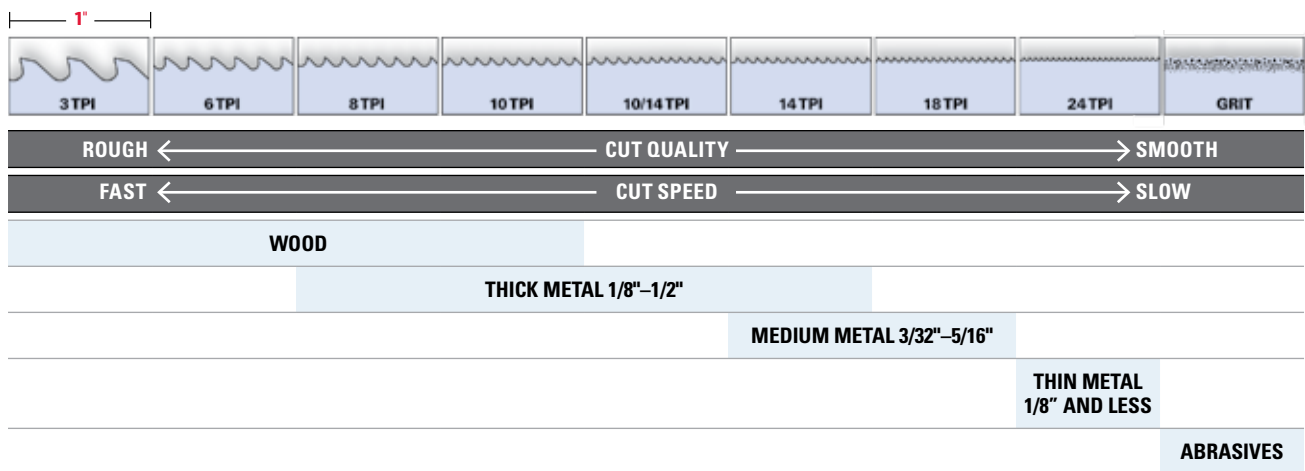 1"
3 TPI 6 TPI 8 TPI 10 TPI 10/14 TPI 14 TPI 18 TPI 24 TPI GRIT
ROUGH CUT QUALITY SMOOTH
FAST CUT SPEED SLOW
WOOD
THICK METAL 1/8"–1/2"
MEDIUM METAL 3/32"–5/16"
THIN METAL
1/8” AND LESS
ABRASIVES